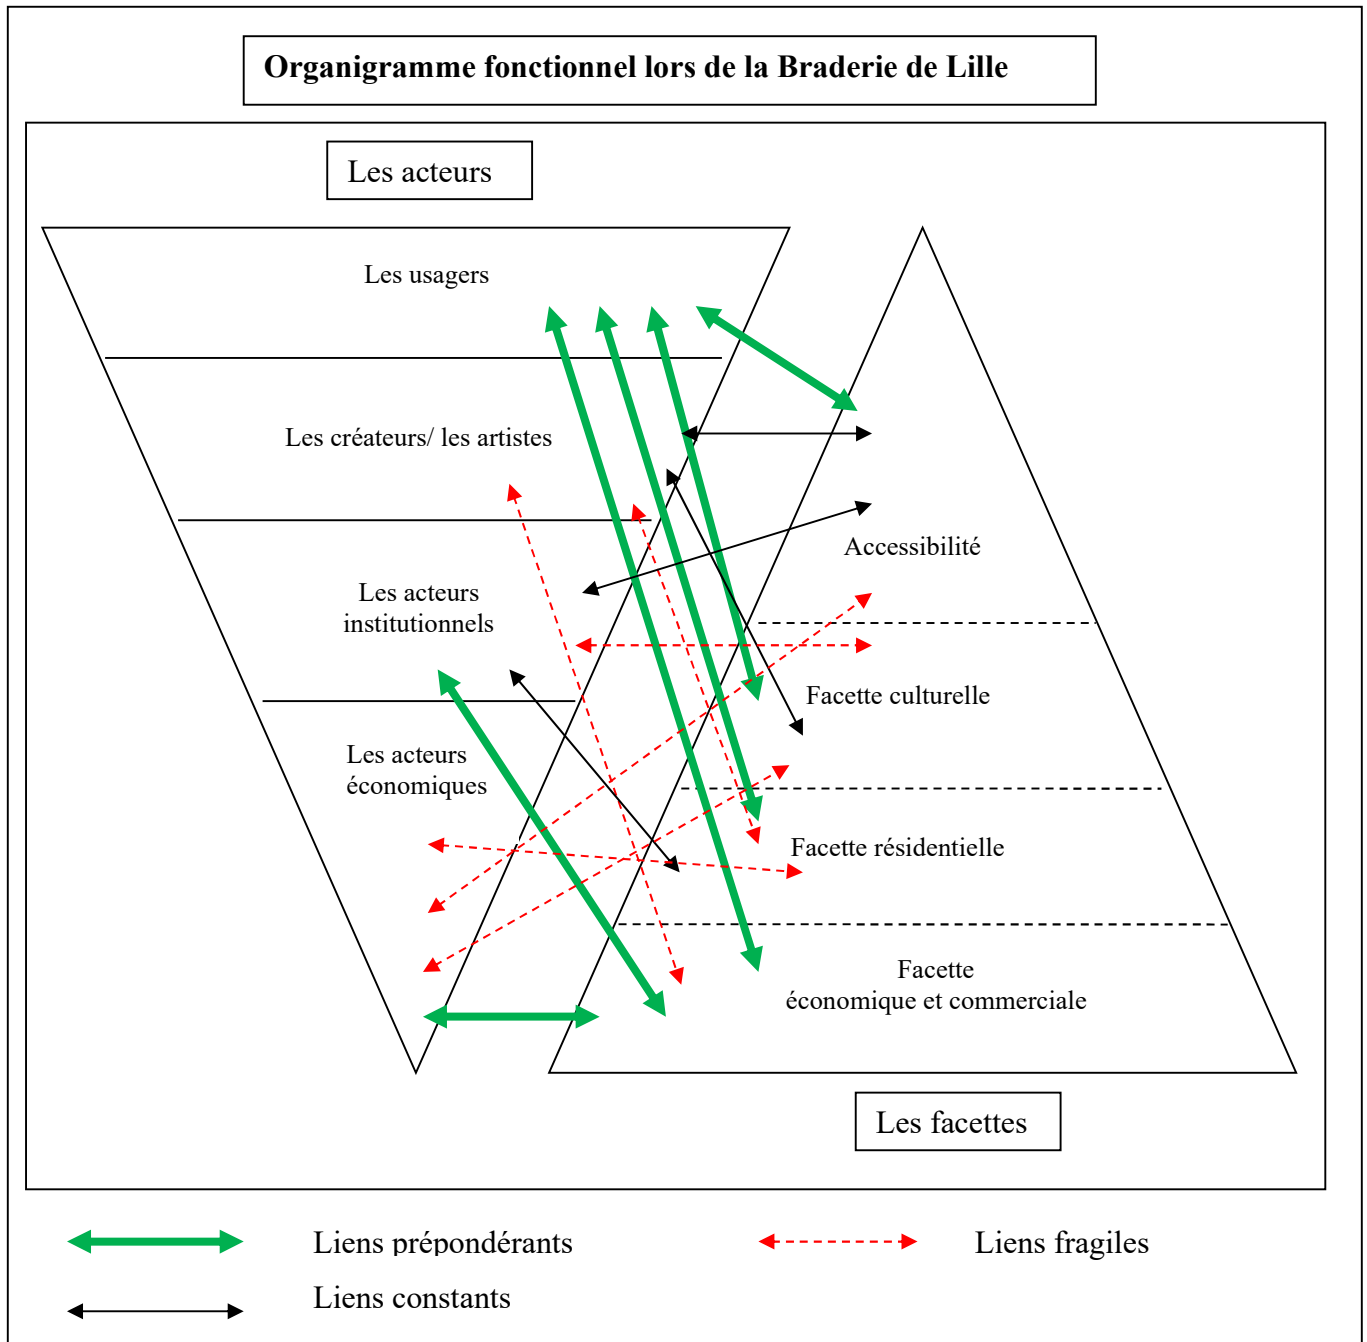 Organigramme fonctionnel lors de la Braderie de Lille
Les acteurs
Les usagers
Les créateurs/ les artistes
Accessibilité
Les acteurs
institutionnels
Facette culturelle
Les acteurs
économiques
Facette résidentielle
Facette
économique et commerciale
Les facettes
Liens prépondérants
Liens fragiles
Liens constants